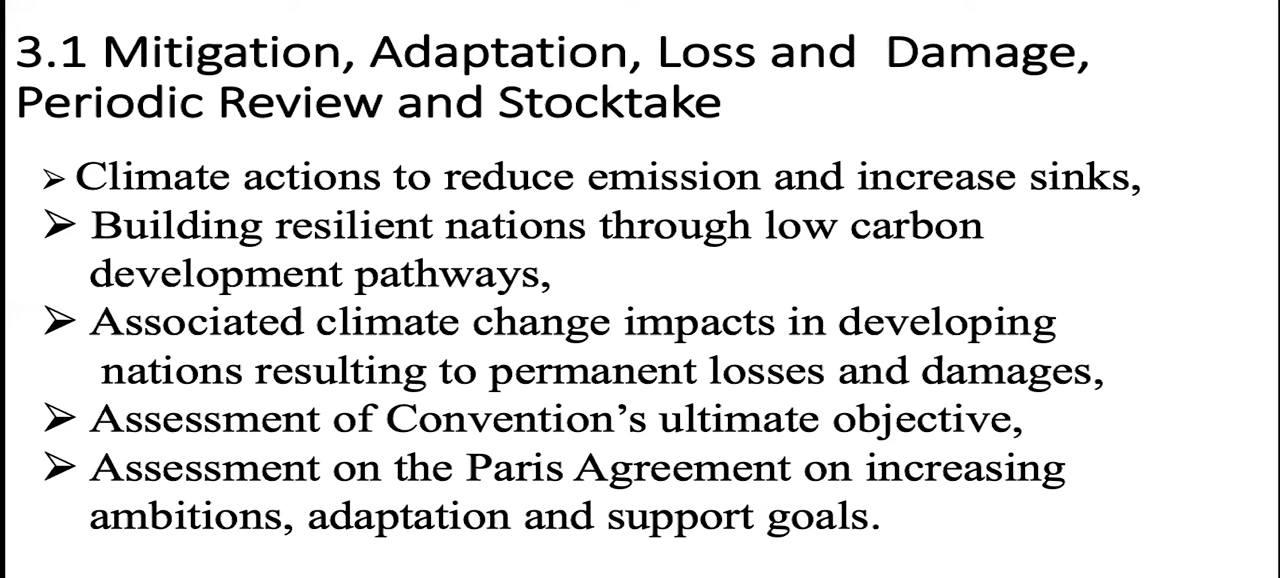 3.1 Mitigation, Adaptation, Loss and Damage,
Periodic Review and Stocktake
➢ Climate actions to reduce emission and increase sinks,
➢ Building resilient nations through low carbon
development pathways,
➢ Associated climate change impacts in developing
nations resulting to permanent losses and damages,
➢ Assessment of Convention’s ultimate objective,
➢ Assessment on the Paris Agreement on increasing
ambitions, adaptation and support goals.